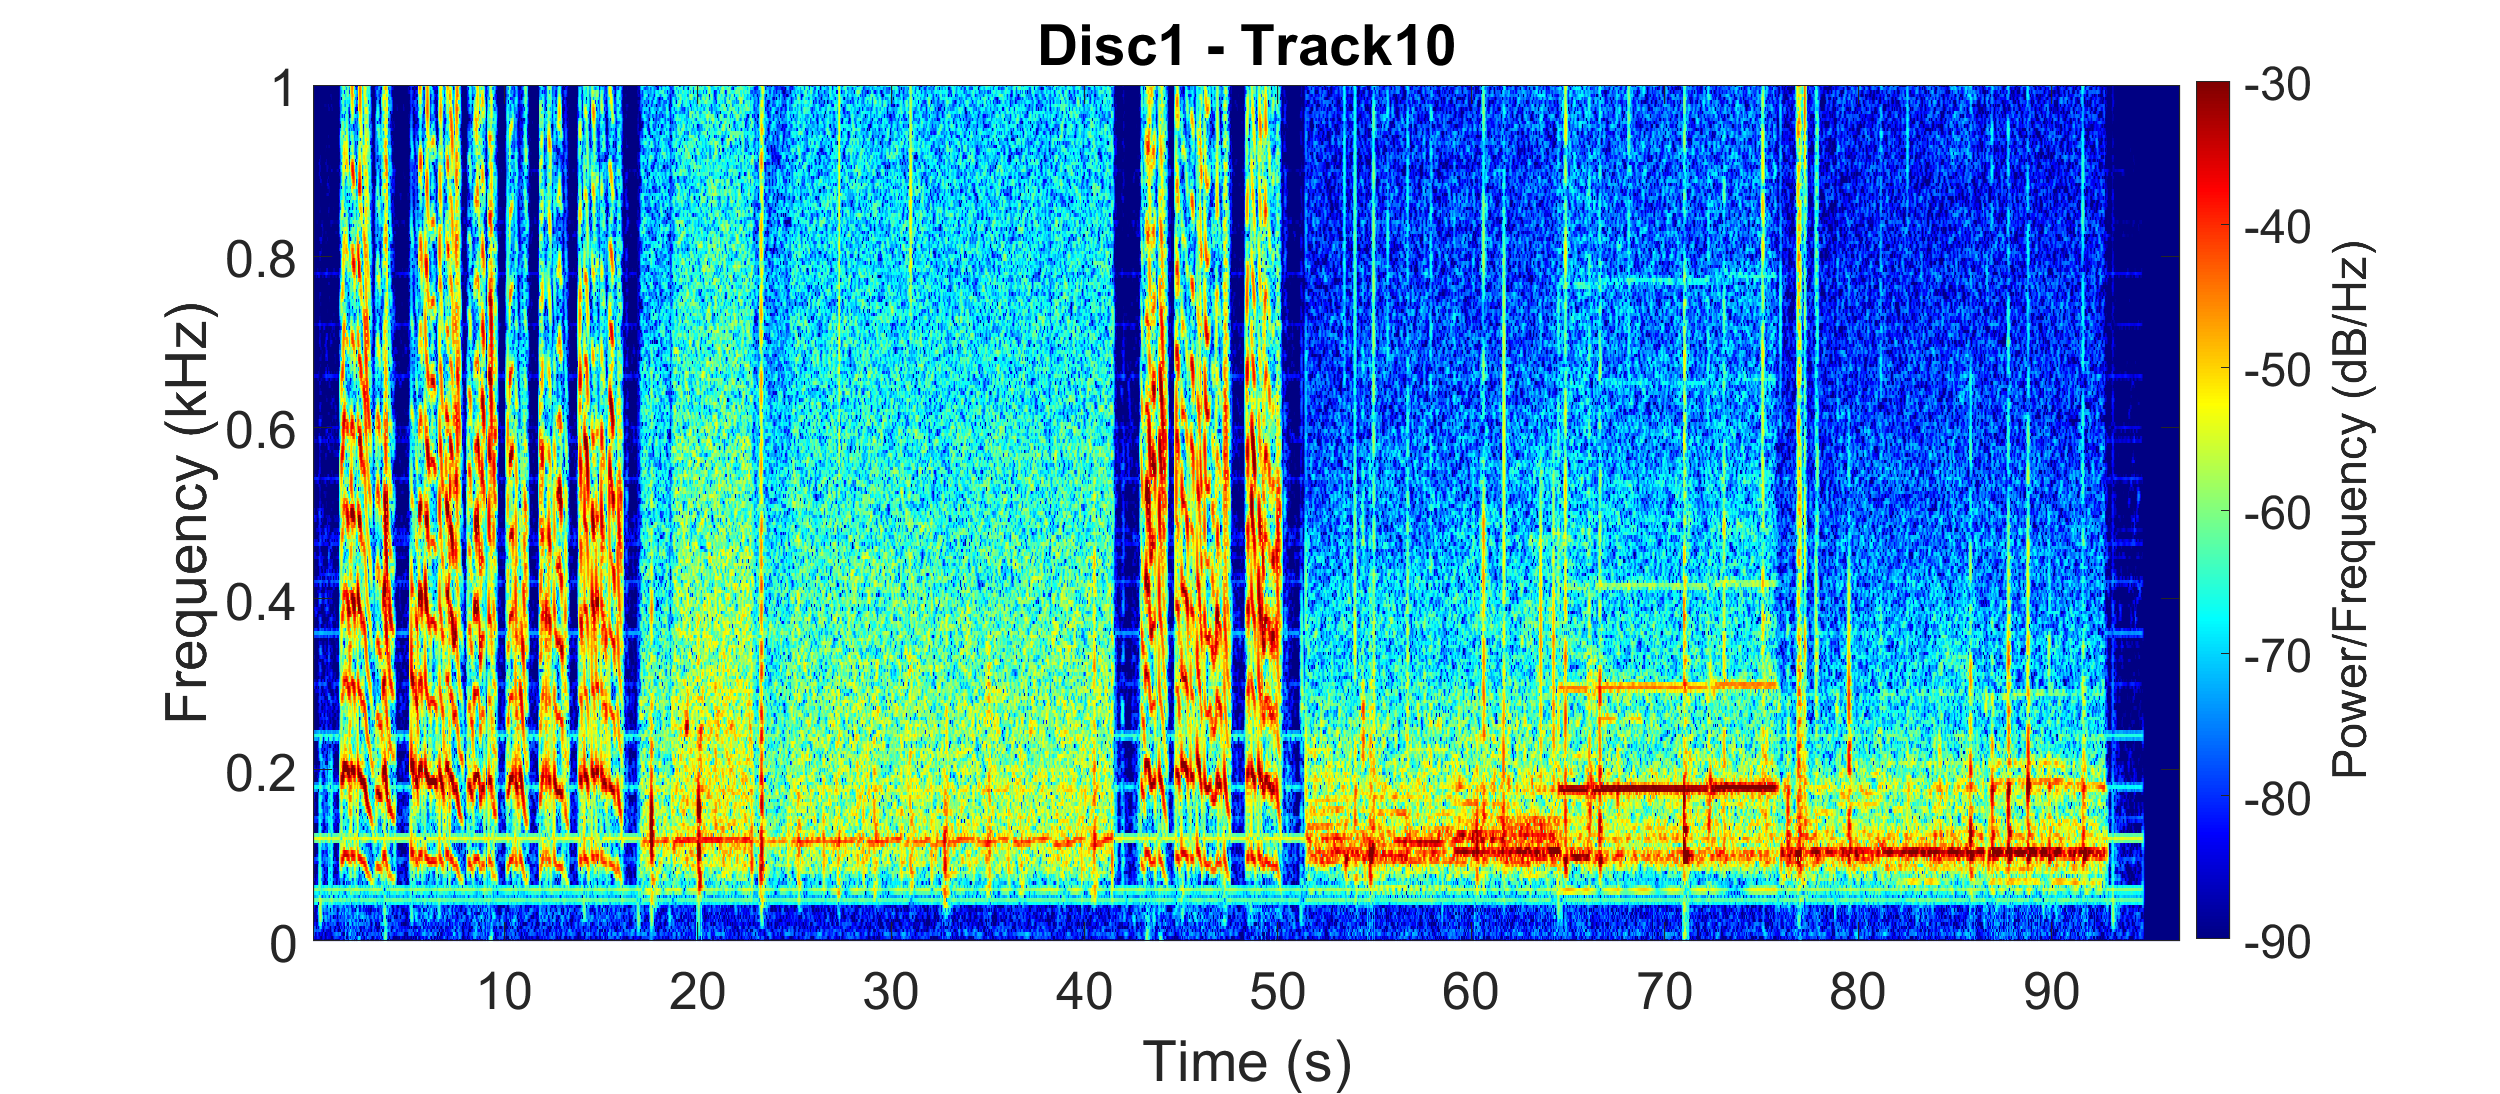 Disc1 - Track10
Frequency (kHz)
1
0.8
0.6
0.4
0.2
0
10 20 30 40 50 60 70 80 90
Time (s)
-30
-40
-50
-60
-70
-80
-90
Power/Frequency (dB/Hz)